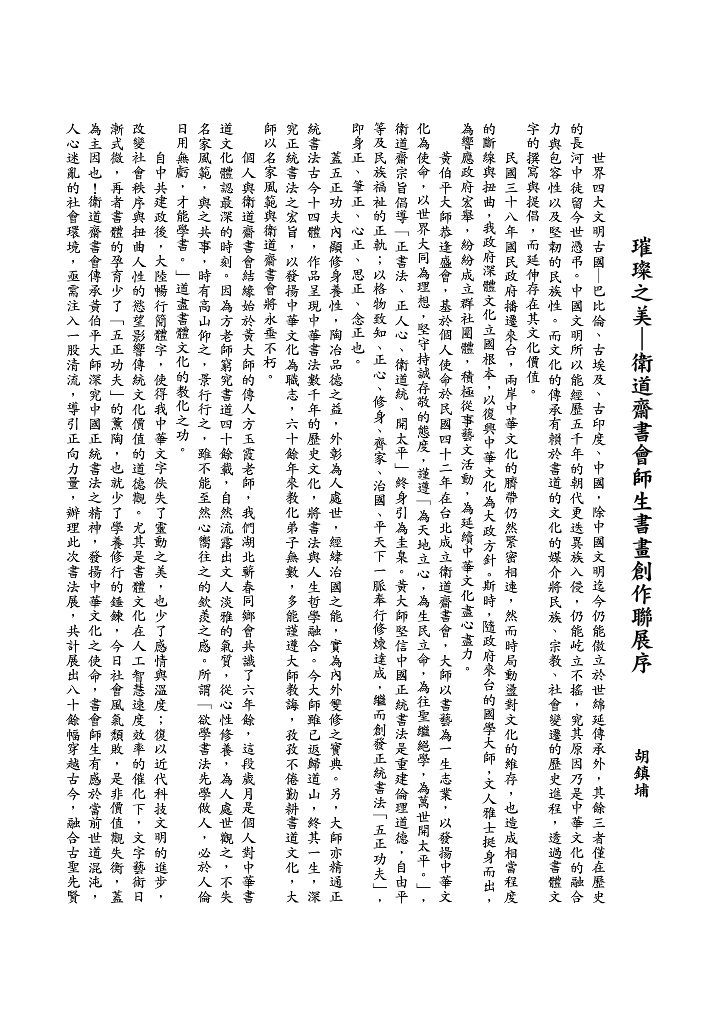 璀璨之美—衛道齋書會師生書畫創作聯展序
胡鎮埔
世界四大文明古國—巴比倫、古埃及、古印度、中國，除中國文明迄今仍能傲立於世綿延傳承外，其餘三者僅在歷史
的長河中徒留今世憑弔。中國文明所以能經歷五千年的朝代更迭異族入侵，仍能屹立不搖，究其原因乃是中華文化的融合
力與包容性以及堅韌的民族性。而文化的傳承有賴於書道的文化的媒介將民族、宗教、社會變遷的歷史進程，透過書體文
字的撰寫與提倡，而延伸存在其文化價值。
民國三十八年國民政府播遷來台，兩岸中華文化的臍帶仍然緊密相連，然而時局動盪對文化的維存，也造成相當程度
的斷線與扭曲，我政府深體文化立國根本，以復興中華文化為大政方針。斯時，隨政府來台的國學大師，文人雅士挺身而出，
為響應政府宏舉，紛紛成立群社團體，積極從事藝文活動，為延續中華文化盡心盡力。
黃伯平大師恭逢盛會，基於個人使命於民國四十二年在台北成立衛道齋書會，大師以書藝為一生志業，以發揚中華文
化為使命，以世界大同為理想，堅守持誠存敬的態度，謹遵「為天地立心，為生民立命，為往聖繼絕學，為萬世開太平。」，
衛道齋宗旨倡導「正書法、正人心、衛道統、開太平」終身引為圭臬。黃大師堅信中國正統書法是重建倫理道德，自由平
等及民族福祉的正軌；以格物致知、正心、修身、齊家、治國、平天下一脈奉行修煉達成，繼而創發正統書法「五正功夫」，
即身正、筆正、心正、思正、念正也。
蓋五正功夫內顯修身養性，陶冶品德之益，外彰為人處世，經緯治國之能，實為內外雙修之寶典。另，大師亦精通正
統書法古今十四體，作品呈現中華書法數千年的歷史文化，將書法與人生哲學融合。今大師雖已返歸道山，終其一生，深
究正統書法之宏旨，以發揚中華文化為職志，六十餘年來教化弟子無數，多能謹遵大師教誨，孜孜不倦勤耕書道文化，大
師以名家風範與衛道齋書會將永垂不朽。
個人與衛道齋書會結緣始於黃大師的傳人方玉霞老師，我們湖北蘄春同鄉會共識了六年餘，這段歲月是個人對中華書
道文化體認最深的時刻。因為方老師窮究書道四十餘載，自然流露出文人淡雅的氣質，從心性修養，為人處世觀之，不失
名家風範，與之共事，時有高山仰之，景行行之，雖不能至然心嚮往之的欽羨之感。所謂「欲學書法先學做人，必於人倫
日用無虧，才能學書。」道盡書體文化的教化之功。
自中共建政後，大陸暢行簡體字，使得我中華文字佚失了靈動之美，也少了感情與溫度；復以近代科技文明的進步，
改變社會秩序與扭曲人性的慾望影響傳統文化價值的道德觀。尤其是書體文化在人工智慧速度效率的催化下，文字藝術日
漸式微，再者書體的孕育少了「五正功夫」的薰陶，也就少了學養修行的錘鍊，今日社會風氣頹敗，是非價值觀失衡，蓋
為主因也！衛道齋書會傳承黃伯平大師深究中國正統書法之精神，發揚中華文化之使命，書會師生有感於當前世道混沌，
人心迷亂的社會環境，亟需注入一股清流，導引正向力量，辦理此次書法展，共計展出八十餘幅穿越古今，融合古聖先賢